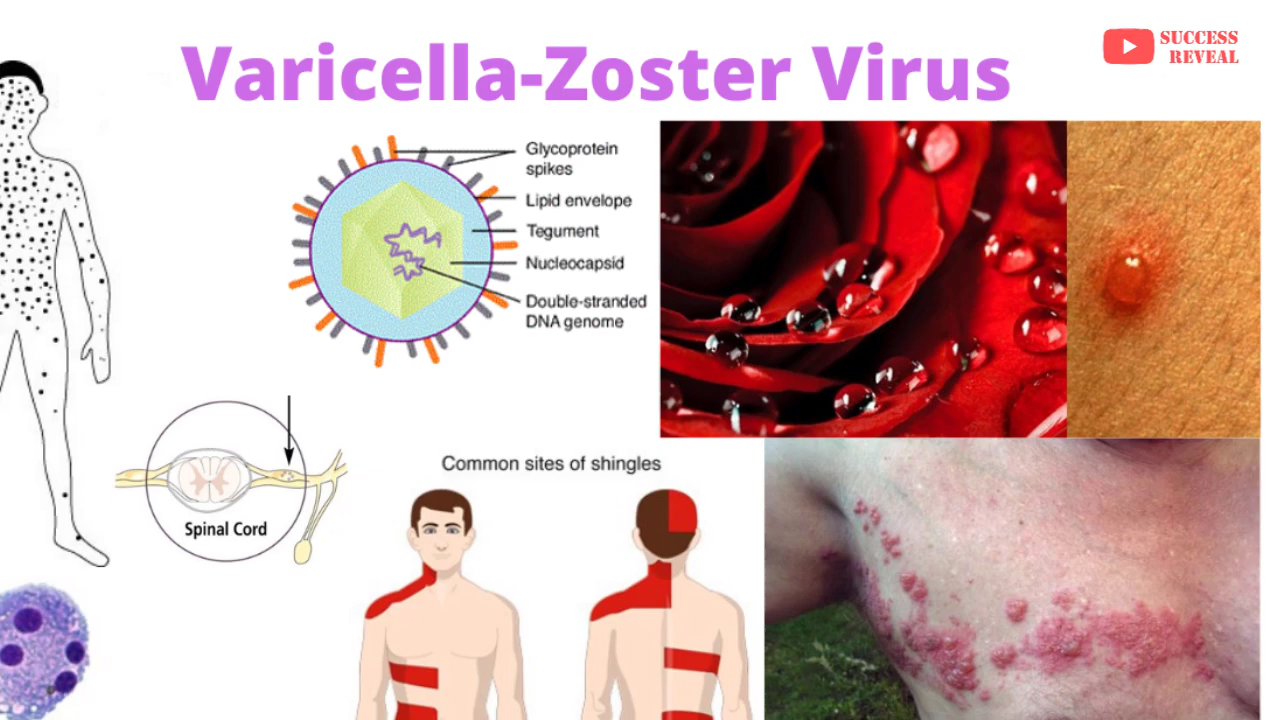 Varicella-Zoster Virus
SUCCESS
REVEAL
Glycoprotein
spikes
Lipid envelope
Tegument
Nucleocapsid
Double-stranded
DNA genome
Spinal Cord
Common sites of shingles